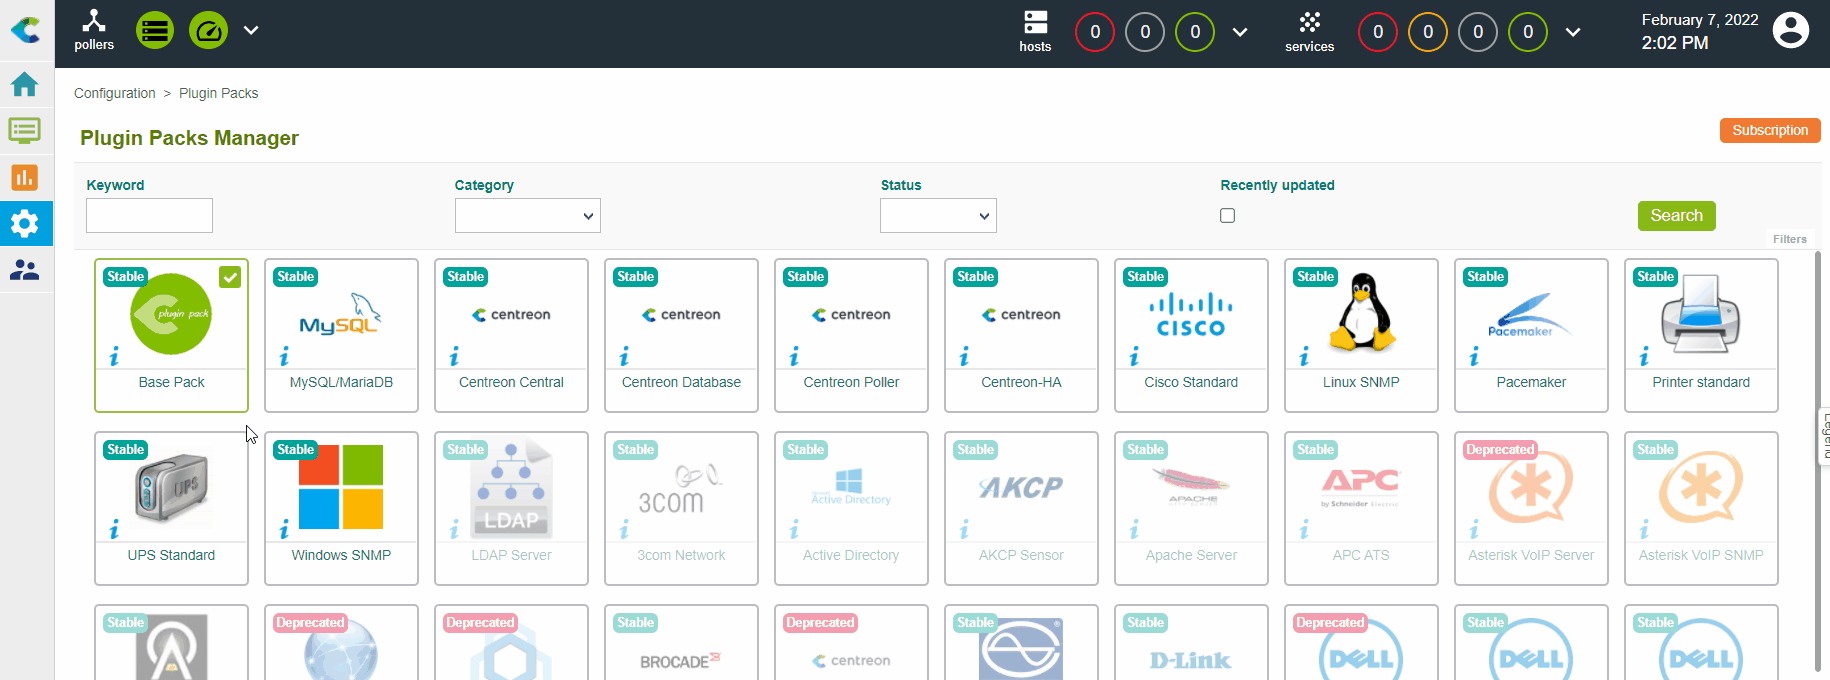 pollers
hosts
0
0
0
services
0
0
0
0
February 7, 2022
2:02 PM
Configuration > Plugin Packs
Plugin Packs Manager
Subscription
Keyword
Category
Status
Recently updated
Search
Filters
Stable
plugin pack
Base Pack
Stable
MySQL
MySQL/MariaDB
Stable
centreon
Centreon Central
Stable
centreon
Centreon Database
Stable
centreon
Centreon Poller
Stable
centreon
Centreon-HA
Stable
CISCO
Cisco Standard
Stable
Linux SNMP
Stable
Pacemaker
Pacemaker
Stable
Printer standard
Legend
Stable
UPS
UPS Standard
Stable
Windows SNMP
Stable
LDAP
LDAP Server
Stable
3com
3com Network
Stable
Active Directory
Active Directory
Stable
AKCP
AKCP Sensor
Stable
APACHE
Apache Server
Stable
APC
by Schneider Electric
APC ATS
Deprecated
Asterisk VoIP Server
Stable
Asterisk VoIP SNMP
Stable
Deprecated
Deprecated
Stable
BROCADE
Deprecated
centreon
Stable
Stable
D-Link
Deprecated
DELL
Stable
DELL
Stable
DELL